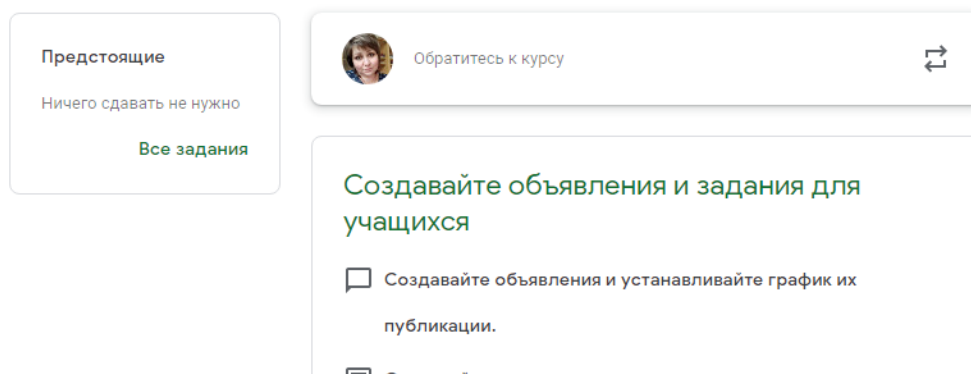 Предстоящие
Ничего сдавать не нужно
Все задания
Обратитесь к курсу
Создавайте объявления и задания для
учащихся
Создавайте объявления и устанавливайте график их
публикации.